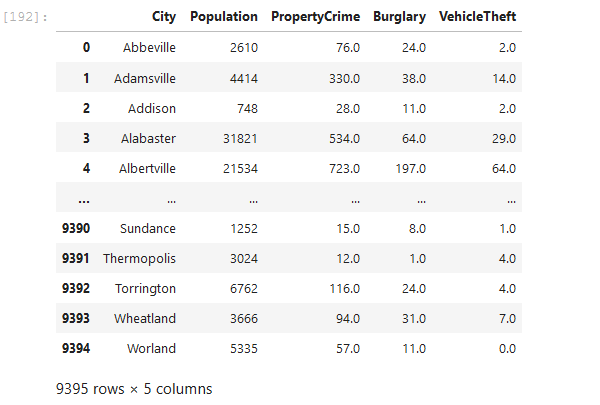 [192]:
City Population PropertyCrime Burglary VehicleTheft
0 Abbeville 2610 76.0 24.0 2.0
1 Adamsville 4414 330.0 38.0 14.0
2 Addison 748 28.0 11.0 2.0
3 Alabaster 31821 534.0 64.0 29.0
4 Albertville 21534 723.0 197.0 64.0
... ... ... ... ... ...
9390 Sundance 1252 15.0 8.0 1.0
9391 Thermopolis 3024 12.0 1.0 4.0
9392 Torrington 6762 116.0 24.0 4.0
9393 Wheatland 3666 94.0 31.0 7.0
9394 Worland 5335 57.0 11.0 0.0
9395 rows × 5 columns